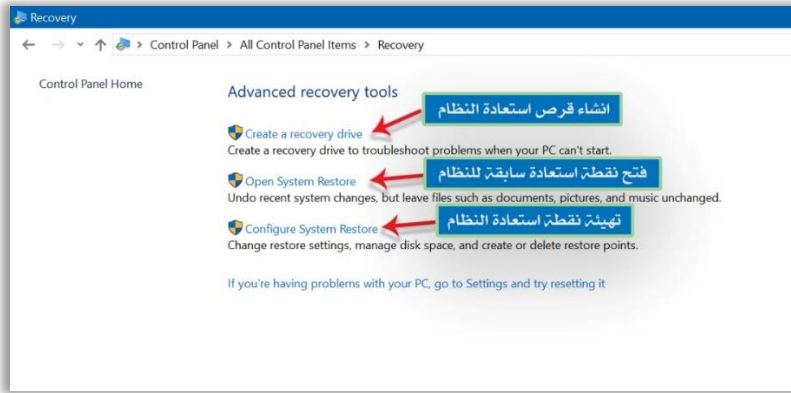 Recovery
Control Panel > All Control Panel Items > Recovery
Control Panel Home
Advanced recovery tools
انشاء قرص استعادة النظام
Create a recovery drive
Create a recovery drive to troubleshoot problems when your PC can't start.
فتح نقطة استعادة سابقة للنظام
Open System Restore
Undo recent system changes, but leave files such as documents, pictures, and music unchanged.
تهيئة نقطة استعادة النظام
Configure System Restore
Change restore settings, manage disk space, and create or delete restore points.
If you're having problems with your PC, go to Settings and try resetting it